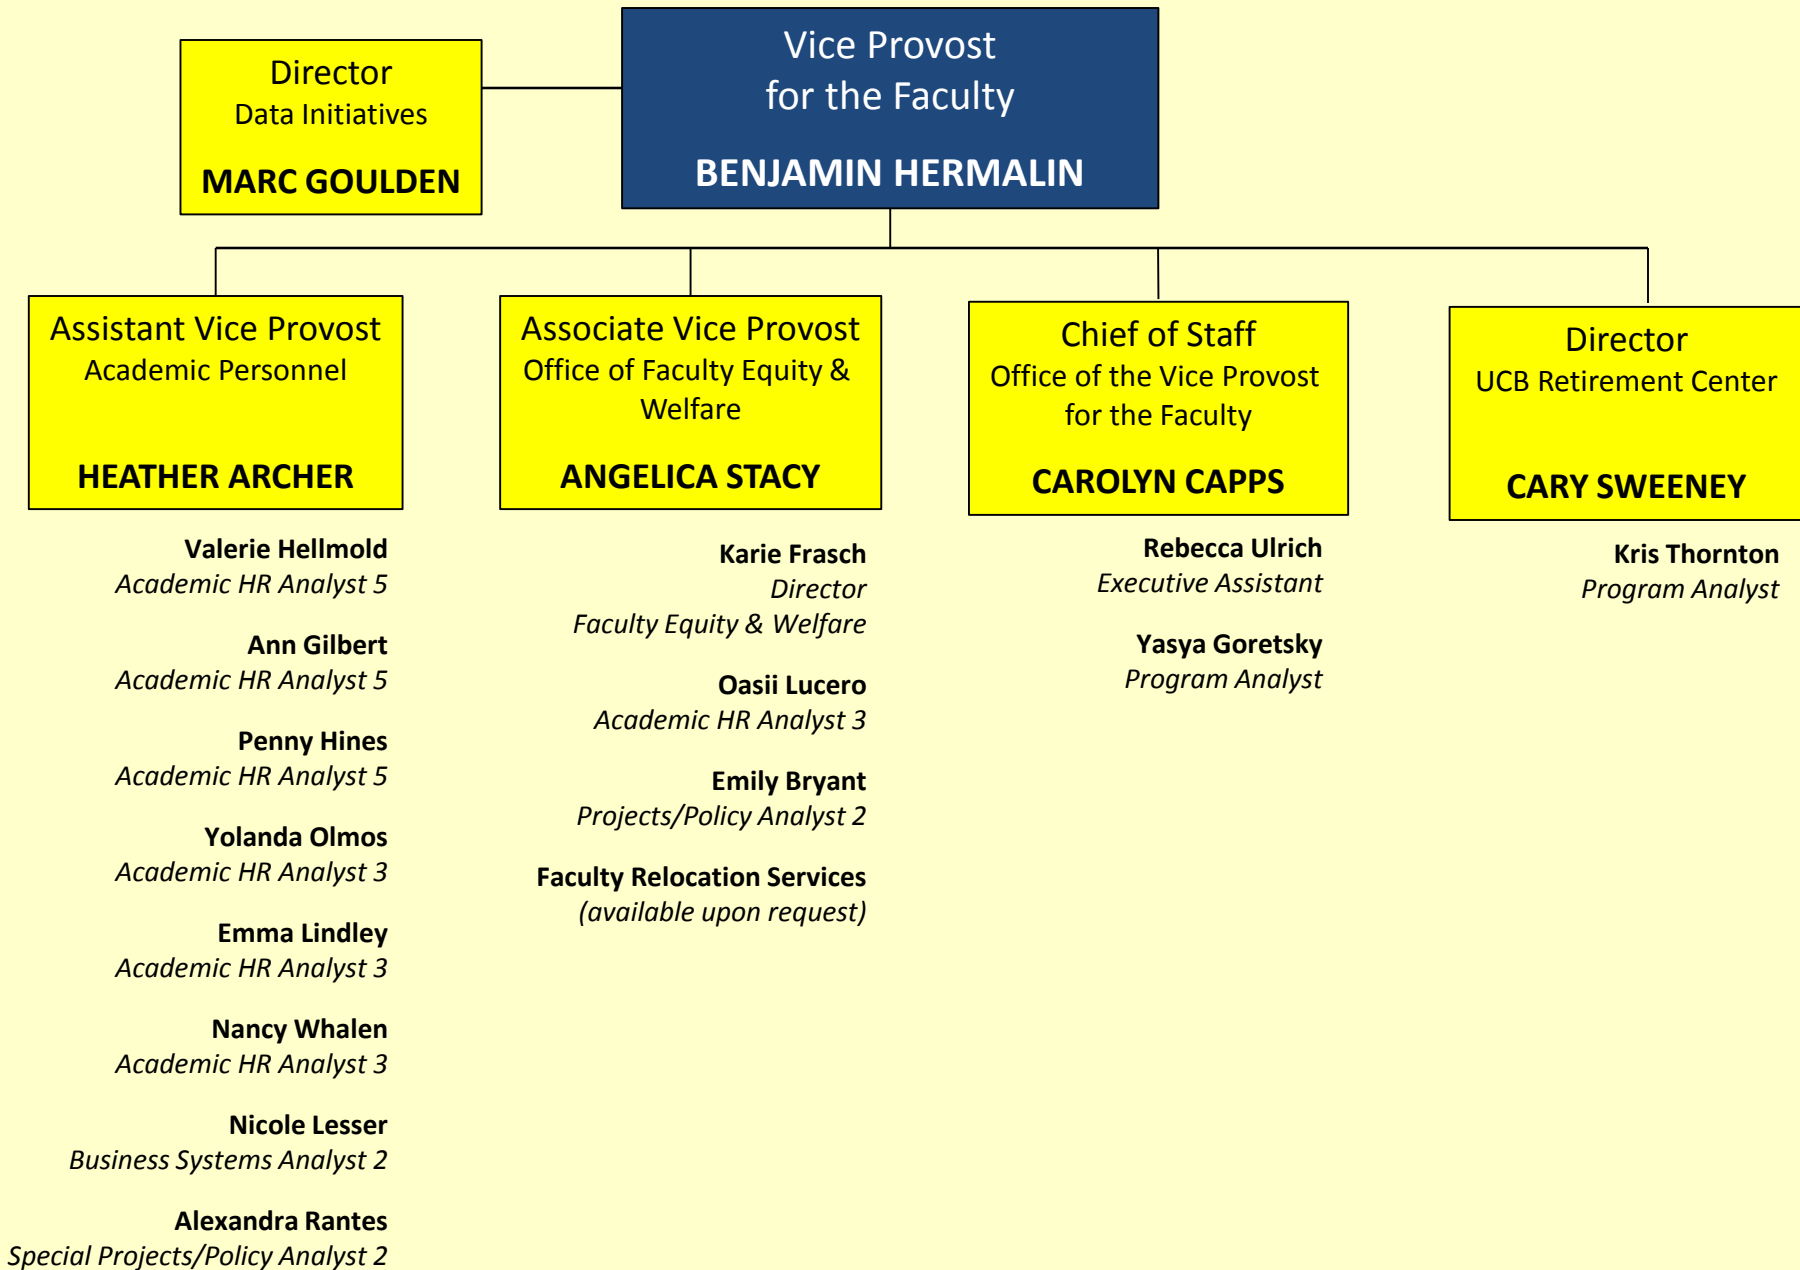 Director
Data Initiatives
MARC GOULDEN
Vice Provost
for the Faculty
BENJAMIN HERMALIN
Assistant Vice Provost
Academic Personnel
HEATHER ARCHER
Valerie Hellmold
Academic HR Analyst 5
Ann Gilbert
Academic HR Analyst 5
Penny Hines
Academic HR Analyst 5
Yolanda Olmos
Academic HR Analyst 3
Emma Lindley
Academic HR Analyst 3
Nancy Whalen
Academic HR Analyst 3
Nicole Lesser
Business Systems Analyst 2
Alexandra Rantes
Special Projects/Policy Analyst 2
Associate Vice Provost
Office of Faculty Equity &
Welfare
ANGELICA STACY
Karie Frasch
Director
Faculty Equity & Welfare
Oasii Lucero
Academic HR Analyst 3
Emily Bryant
Projects/Policy Analyst 2
Faculty Relocation Services
(available upon request)
Chief of Staff
Office of the Vice Provost
for the Faculty
CAROLYN CAPPS
Rebecca Ulrich
Executive Assistant
Yasya Goretsky
Program Analyst
Director
UCB Retirement Center
CARY SWEENEY
Kris Thornton
Program Analyst